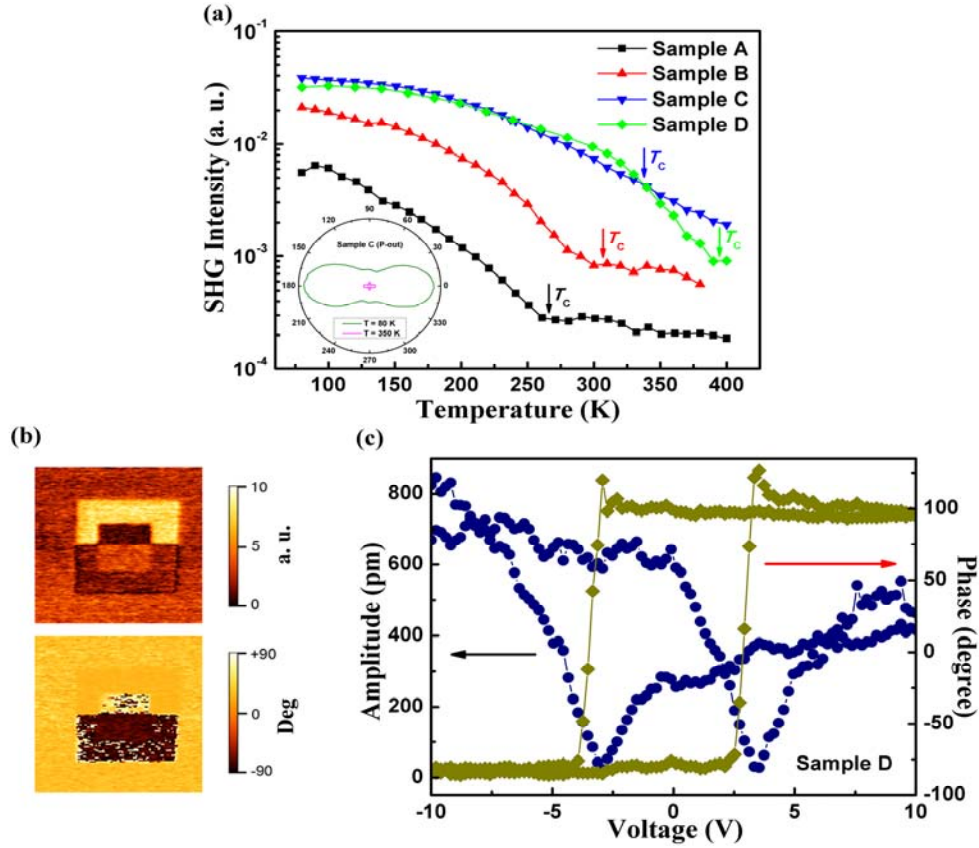 (a)
10⁻¹
10⁻²
10⁻³
10⁻⁴
SHG Intensity (a. u.)
Sample A
Sample B
Sample C
Sample D
T_C
T_C
T_C
T_C
90
120
60
150
30
Sample C (P-out)
180
0
T = 80 K
T = 350 K
210
330
240
300
270
100
150
200
250
300
350
400
Temperature (K)
(b)
10
5
0
a. u.
+90
0
-90
Deg
(c)
800
600
400
200
0
Amplitude (pm)
100
50
0
-50
-100
Phase (degree)
Sample D
-10
-5
0
5
10
Voltage (V)